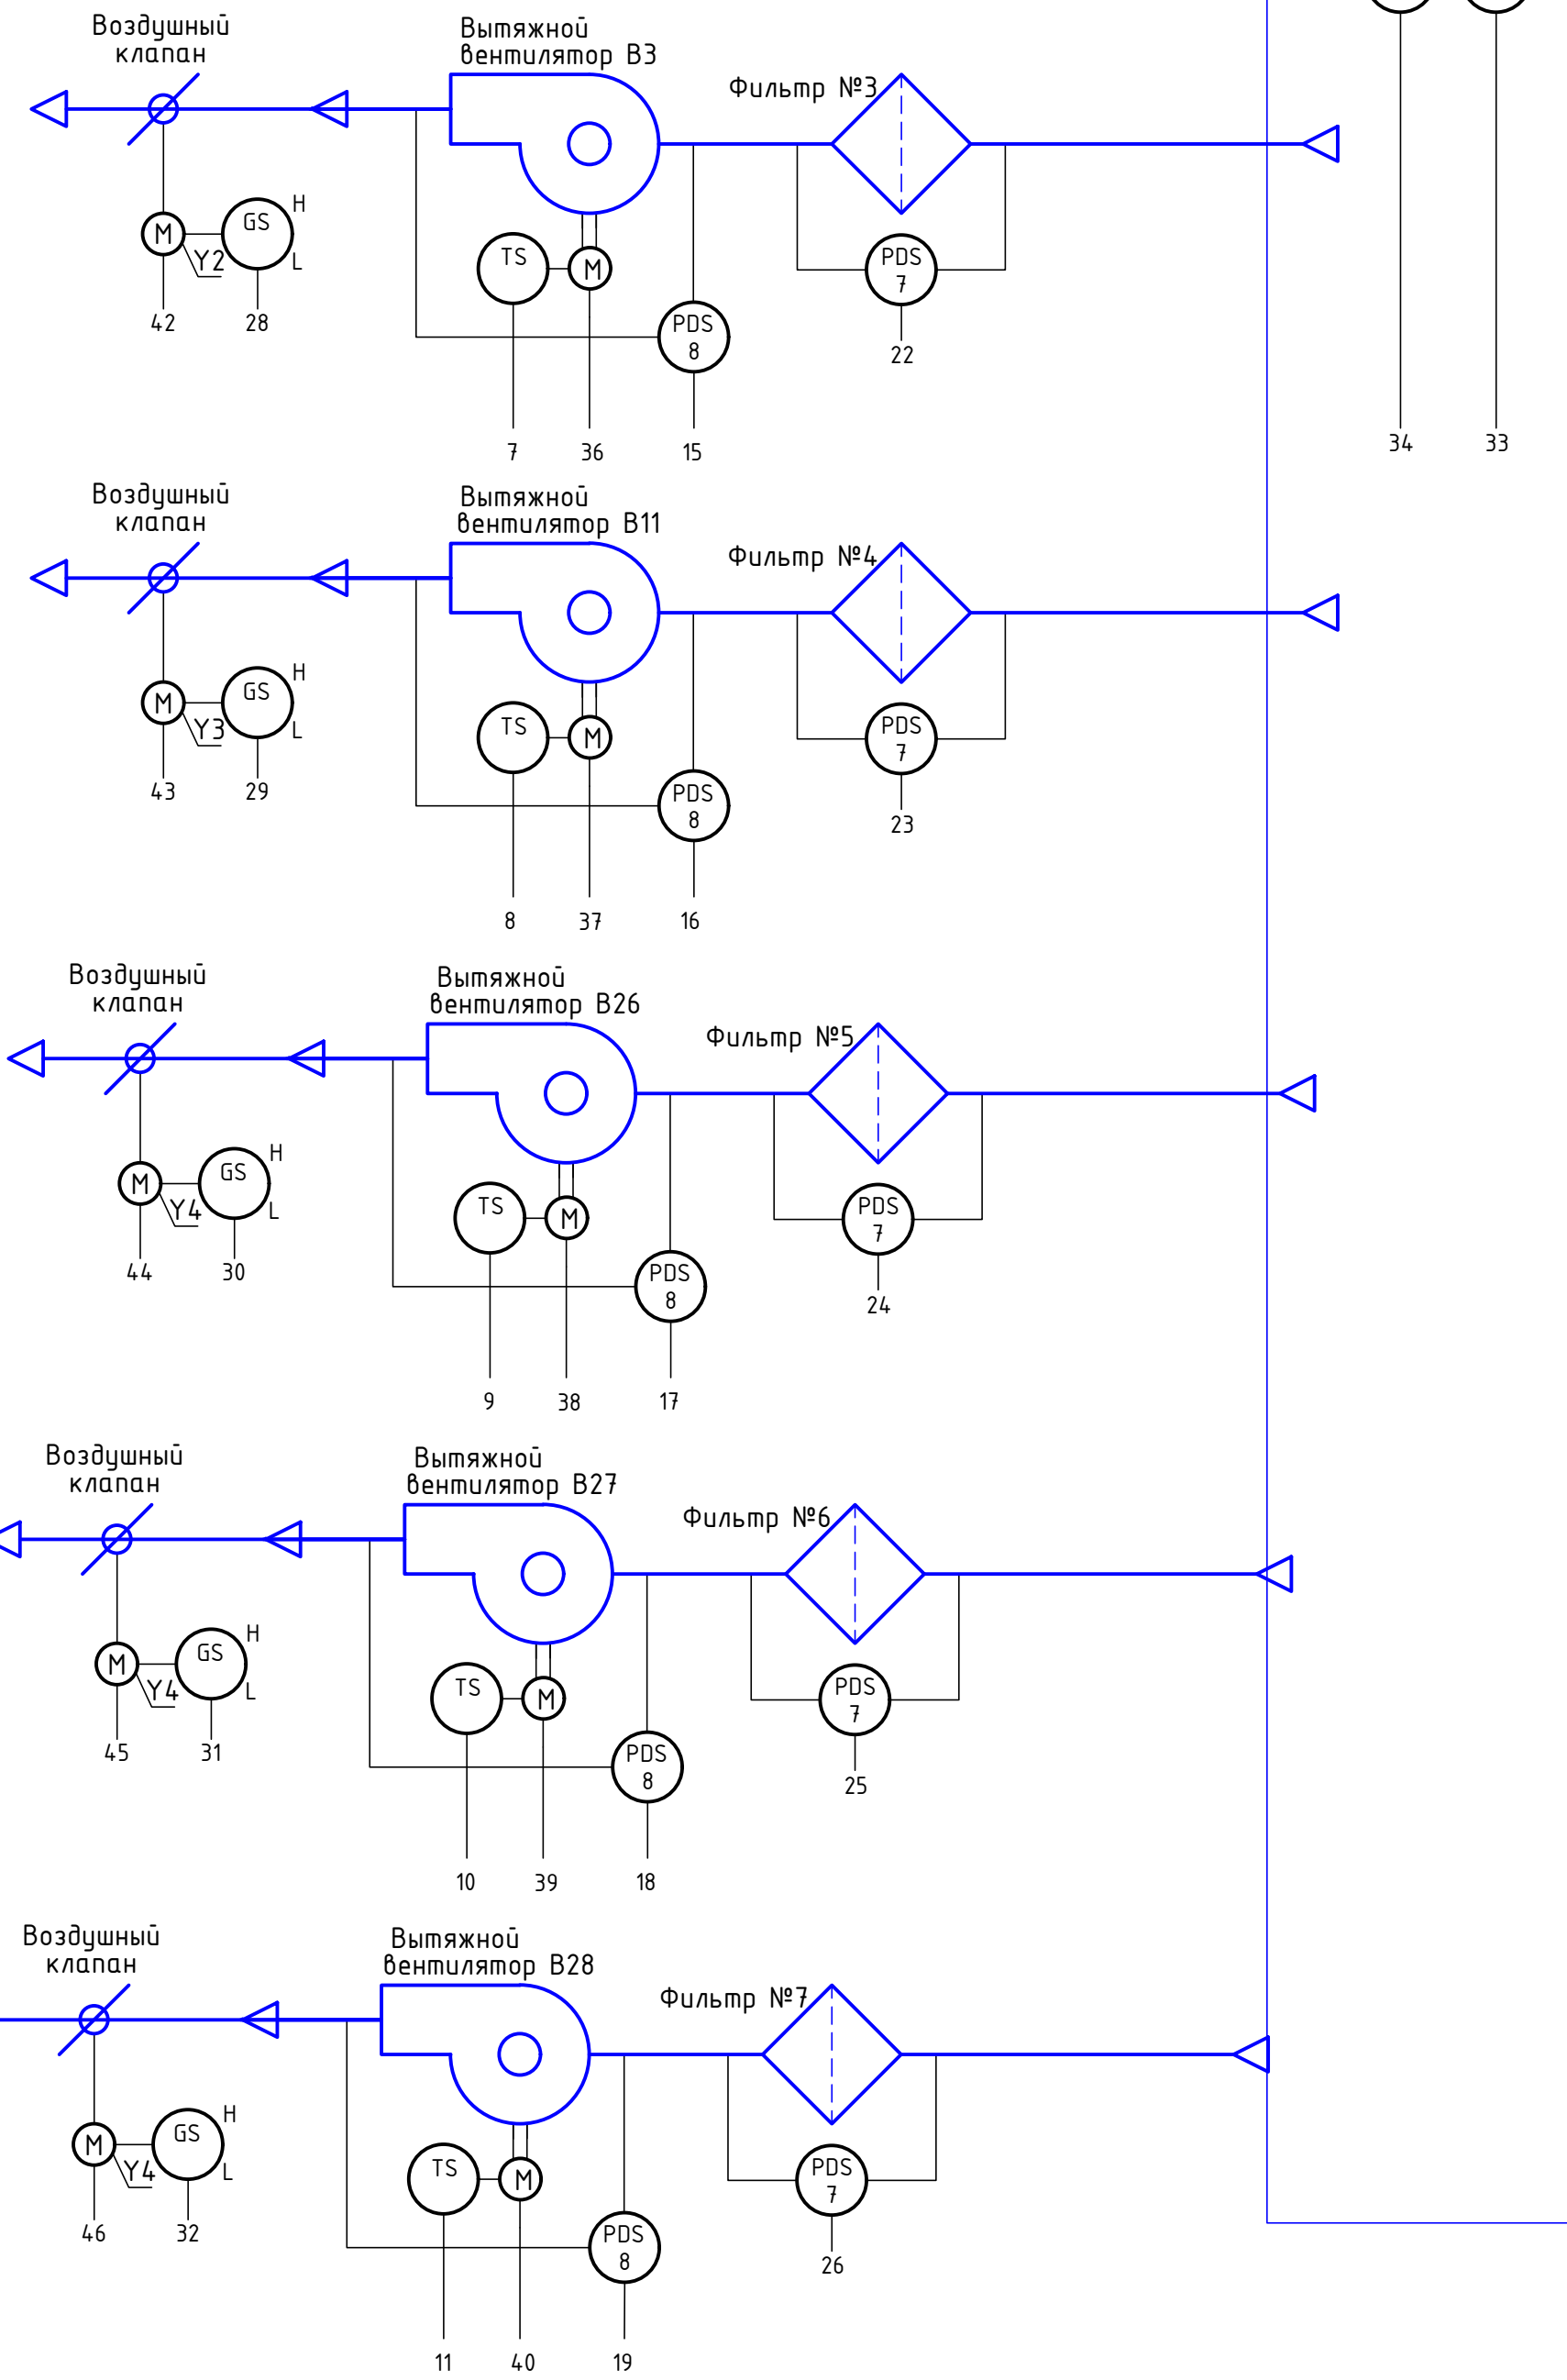 Воздушный
клапан
Вытяжной
вентилятор В3
Фильтр №3
GS
H
L
M
Y2
TS
M
PDS
7
PDS
8
42
28
22
7
36
15
34
33
Воздушный
клапан
Вытяжной
вентилятор В11
Фильтр №4
GS
H
L
M
Y3
TS
M
PDS
7
PDS
8
43
29
23
8
37
16
Воздушный
клапан
Вытяжной
вентилятор В26
Фильтр №5
GS
H
L
M
Y4
TS
M
PDS
7
PDS
8
44
30
24
9
38
17
Воздушный
клапан
Вытяжной
вентилятор В27
Фильтр №6
GS
H
L
M
Y4
TS
M
PDS
7
PDS
8
45
31
25
10
39
18
Воздушный
клапан
Вытяжной
вентилятор В28
Фильтр №7
GS
H
L
M
Y4
TS
M
PDS
7
PDS
8
46
32
26
11
40
19